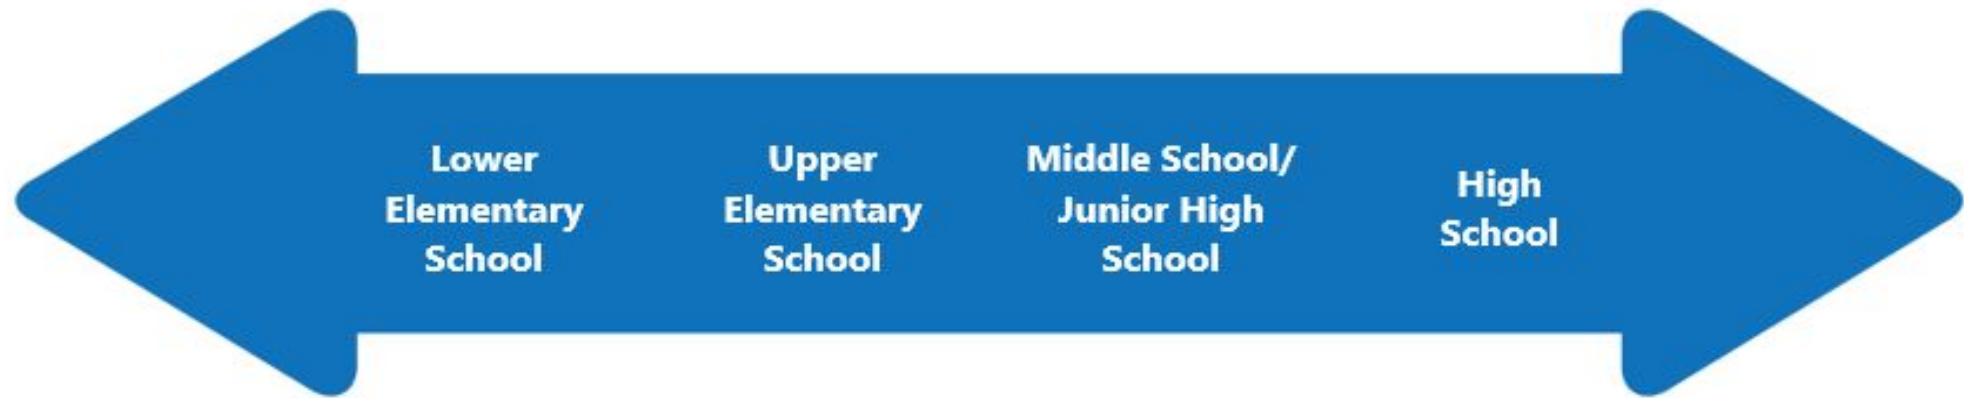 Lower
Elementary
School
Upper
Elementary
School
Middle School/
Junior High
School
High
School